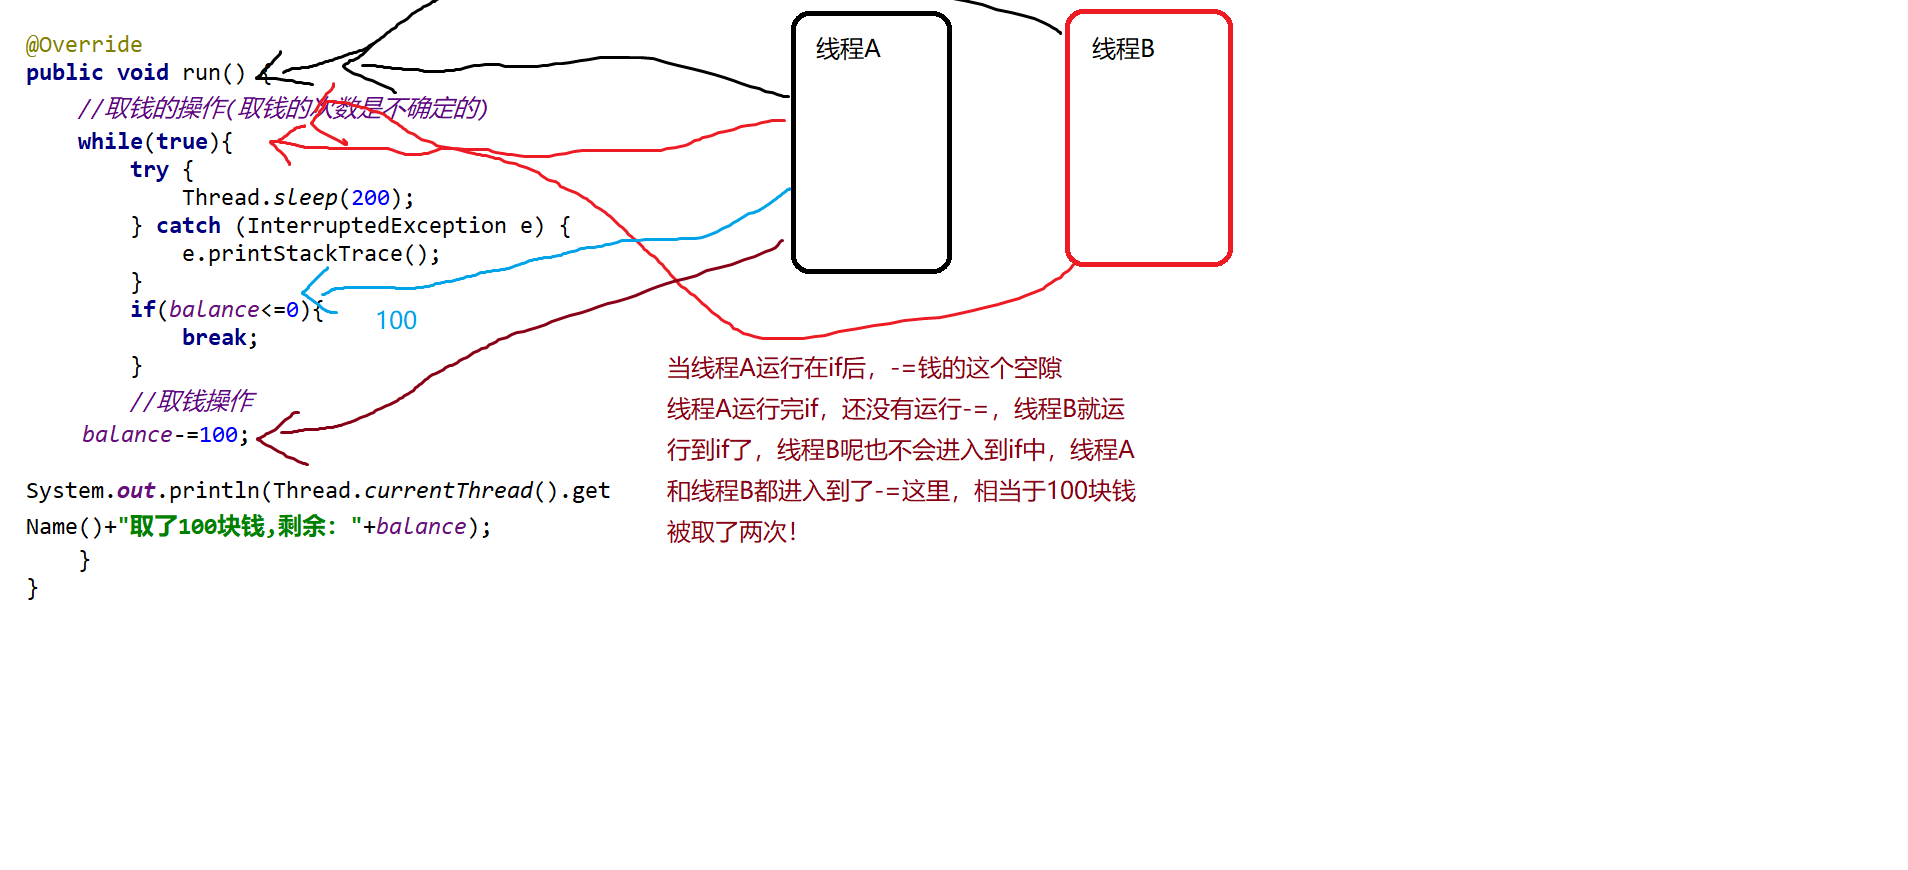 @Override
public void run() {
//取钱的操作(取钱的次数是不确定的)
while(true){
try {
Thread.sleep(200);
} catch (InterruptedException e) {
e.printStackTrace();
}
if(balance<=0){
break;
}
//取钱操作
balance-=100;
System.out.println(Thread.currentThread().get
Name()+"取了100块钱,剩余："+balance);
}
}
线程A
线程B
100
当线程A运行在if后，-=钱的这个空隙
线程A运行完if，还没有运行-=，线程B就运
行到if了，线程B呢也不会进入到if中，线程A
和线程B都进入到了-=这里，相当于100块钱
被取了两次！